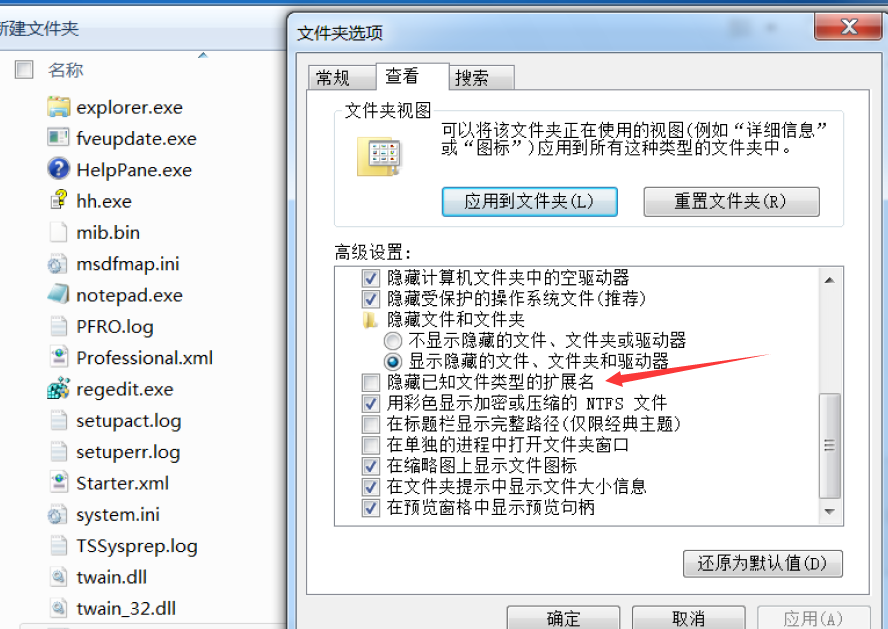 新建文件夹
名称
explorer.exe
fveupdate.exe
HelpPane.exe
hh.exe
mib.bin
msdfmap.ini
notepad.exe
PFRO.log
Professional.xml
regedit.exe
setupact.log
setuperr.log
Starter.xml
system.ini
TSSysprep.log
twain.dll
twain_32.dll
文件夹选项
常规
查看
搜索
文件夹视图
可以将该文件夹正在使用的视图(例如“详细信息”
或“图标”)应用到所有这种类型的文件夹中。
应用到文件夹(L)
重置文件夹(R)
高级设置:
隐藏计算机文件夹中的空驱动器
隐藏受保护的操作系统文件(推荐)
隐藏文件和文件夹
不显示隐藏的文件、文件夹或驱动器
显示隐藏的文件、文件夹和驱动器
隐藏已知文件类型的扩展名
用彩色显示加密或压缩的 NTFS 文件
在标题栏显示完整路径(仅限经典主题)
在单独的进程中打开文件夹窗口
在缩略图上显示文件图标
在文件夹提示中显示文件大小信息
在预览窗格中显示预览句柄
还原为默认值(D)
确定
取消
应用(A)